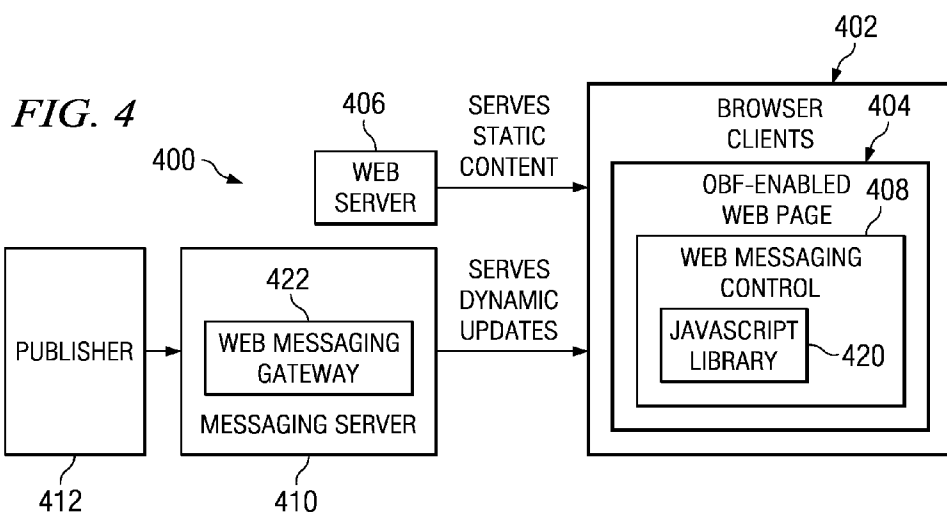 FIG. 4
400
406
WEB
SERVER
SERVES
STATIC
CONTENT
402
BROWSER
CLIENTS
404
OBF-ENABLED
WEB PAGE
408
WEB MESSAGING
CONTROL
JAVASCRIPT
LIBRARY
420
PUBLISHER
412
422
WEB MESSAGING
GATEWAY
MESSAGING SERVER
410
SERVES
DYNAMIC
UPDATES